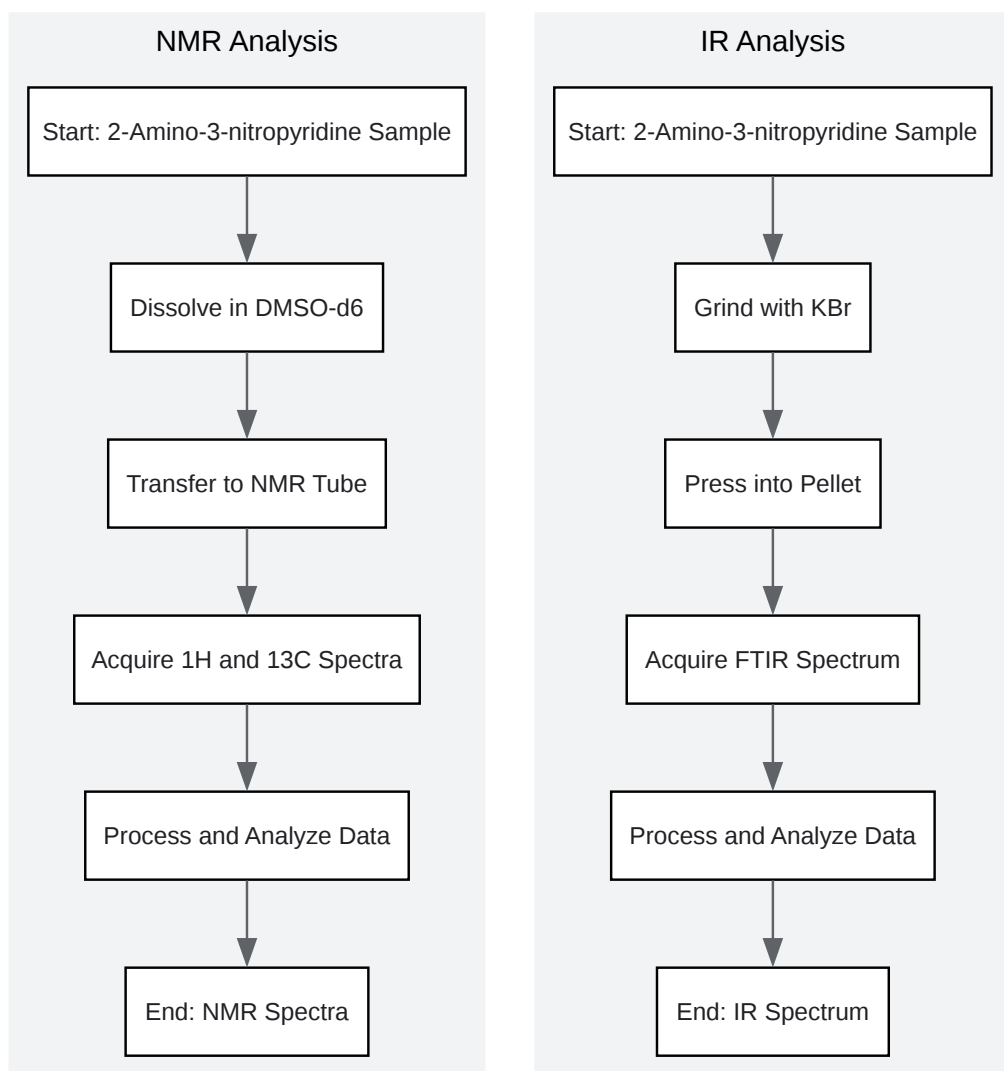 NMR Analysis
Start: 2-Amino-3-nitropyridine Sample
Dissolve in DMSO-d6
Transfer to NMR Tube
Acquire 1H and 13C Spectra
Process and Analyze Data
End: NMR Spectra
IR Analysis
Start: 2-Amino-3-nitropyridine Sample
Grind with KBr
Press into Pellet
Acquire FTIR Spectrum
Process and Analyze Data
End: IR Spectrum